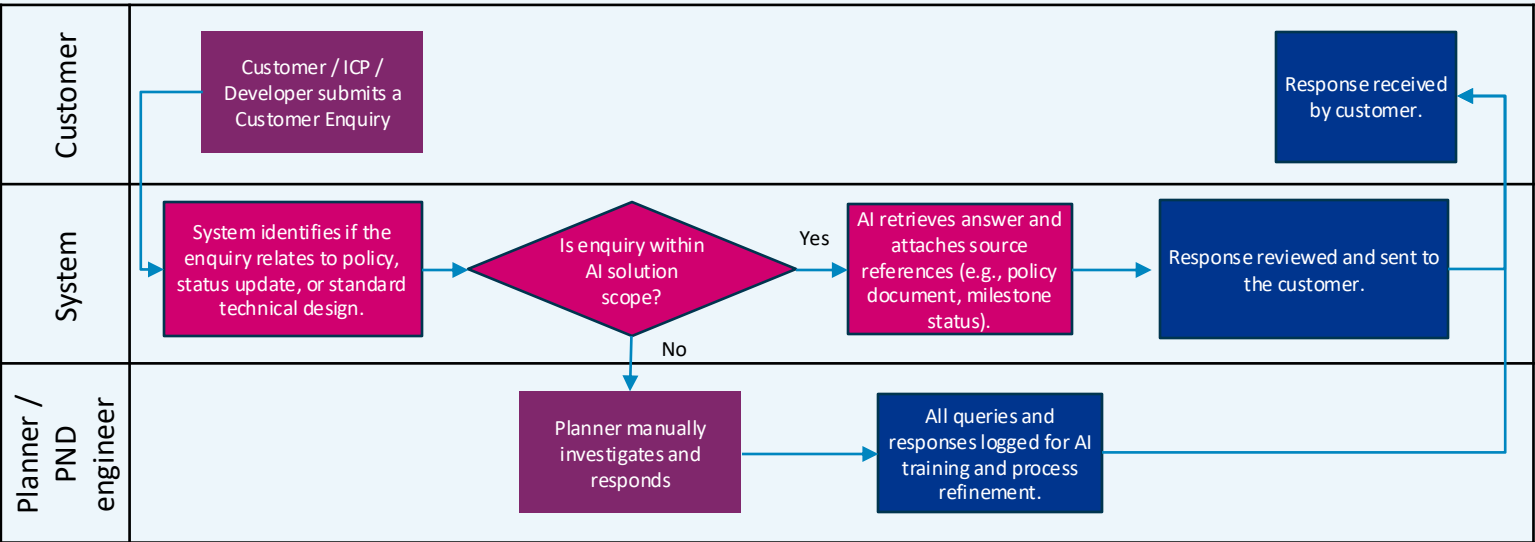 Customer
Customer / ICP /
Developer submits a
Customer Enquiry
Response received
by customer.
System
System identifies if the
enquiry relates to policy,
status update, or standard
technical design.
Is enquiry within
AI solution
scope?
Yes
No
AI retrieves answer and
attaches source
references (e.g., policy
document, milestone
status).
Response reviewed and sent to
the customer.
Planner /
PND
engineer
Planner manually
investigates and
responds
All queries and
responses logged for AI
training and process
refinement.